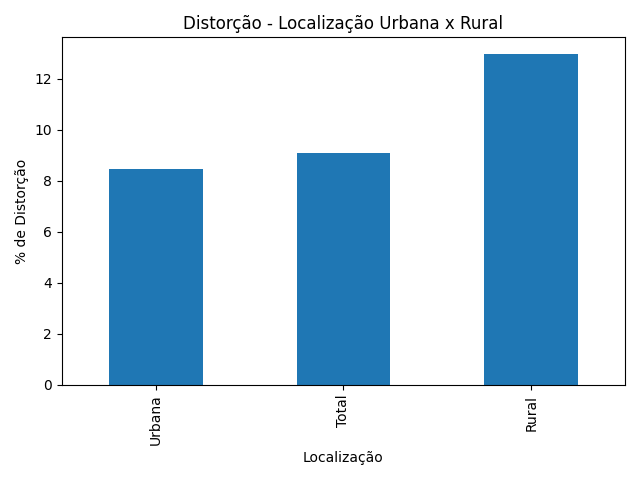 Distorção - Localização Urbana x Rural
% de Distorção
12
10
8
6
4
2
0
Urbana
Total
Rural
Localização